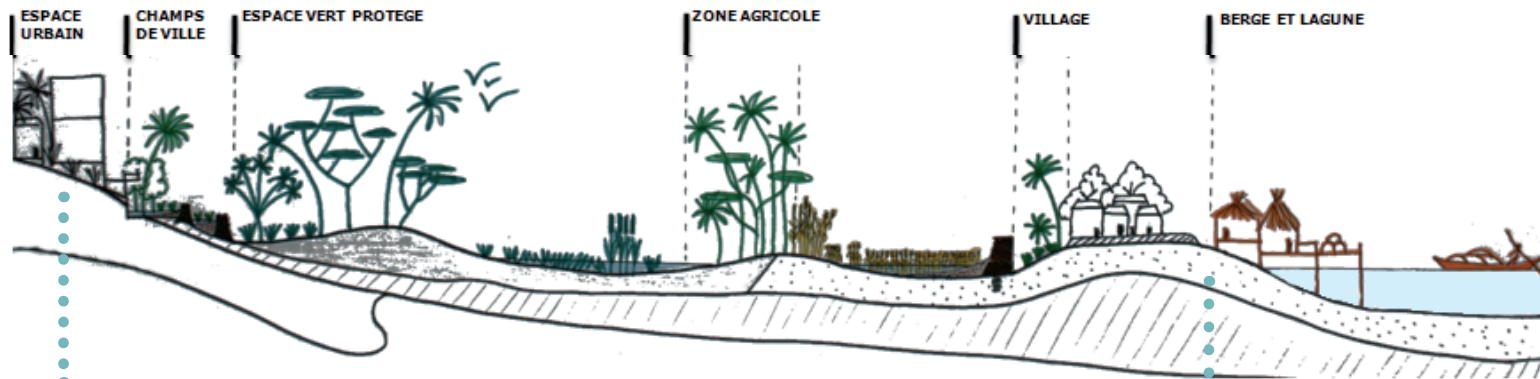 ESPACE
URBAIN
CHAMPS
DE VILLE
ESPACE VERT PROTEGE
ZONE AGRICOLE
VILLAGE
BERGE ET LAGUNE